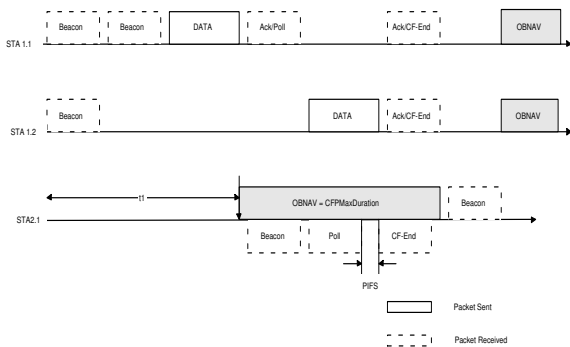 Beacon Beacon DATA Ack/Poll Ack/CF-End OBNAV
STA 1.1
Beacon DATA Ack/CF-End OBNAV
STA 1.2
t1 OBNAV = CFPMaxDuration Beacon
STA2.1
Beacon Poll CF-End
PIFS
Packet Sent
Packet Received